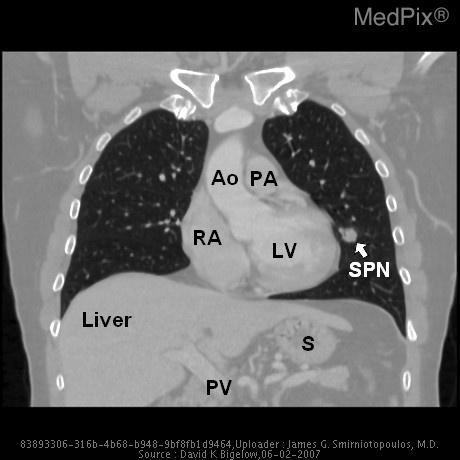 MedPix®
Ao PA
RA LV
SPN
Liver
S
PV
83893306-316b-4b68-b948-9bf8fb1d9464,Uploader : James G. Smirniotopoulos, M.D.
Source : David K Bigelow,06-02-2007